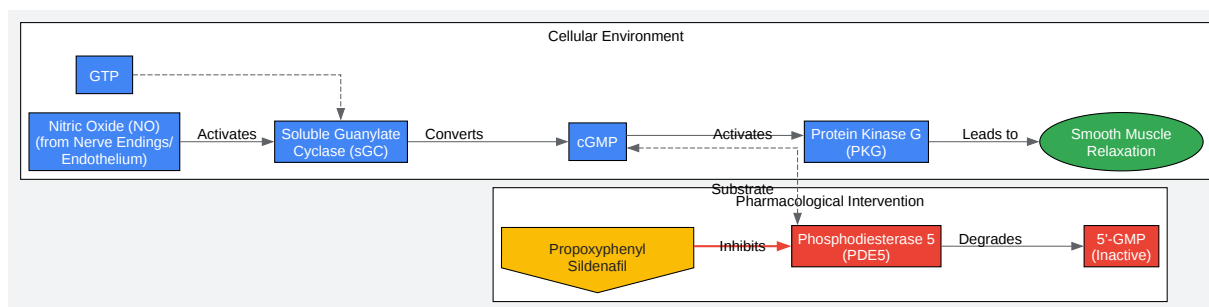 Cellular Environment
GTP
Nitric Oxide (NO)
(from Nerve Endings/
Endothelium)
Activates
Soluble Guanylate
Cyclase (sGC)
Converts
cGMP
Activates
Protein Kinase G
(PKG)
Leads to
Smooth Muscle
Relaxation
Substrate
Pharmacological Intervention
Propoxyphenyl
Sildenafil
Inhibits
Phosphodiesterase 5
(PDE5)
Degrades
5'-GMP
(Inactive)